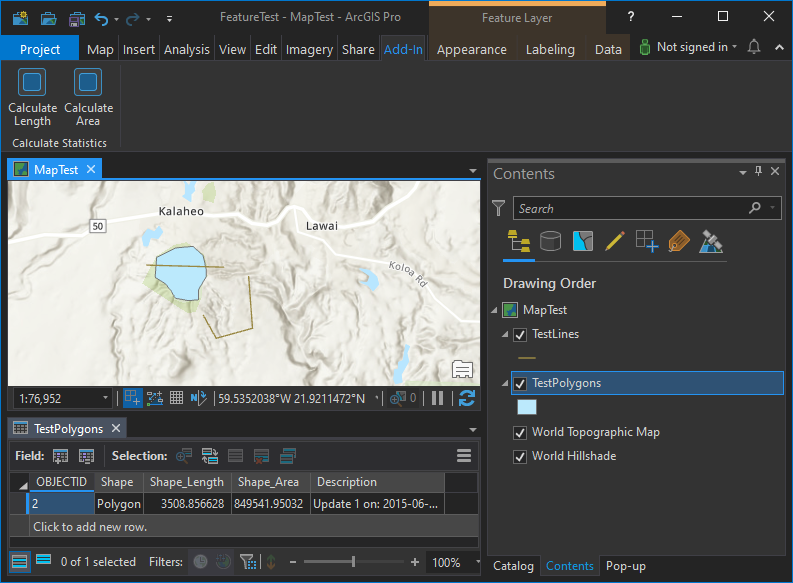 FeatureTest - MapTest - ArcGIS Pro
Feature Layer
?
Project Map Insert Analysis View Edit Imagery Share Add-In Appearance Labeling Data Not signed in
Calculate Length
Calculate Area
Calculate Statistics
MapTest
Kalaheo
50
Lawai
Koloa Rd
1:76,952
59.5352038°W 21.9211472°N
0
TestPolygons
Field: Selection:
OBJECTID Shape Shape_Length Shape_Area Description
2 Polygon 3508.856628 849541.95032 Update 1 on: 2015-06-...
Click to add new row.
0 of 1 selected Filters: 100%
Contents
Search
Drawing Order
MapTest
TestLines
TestPolygons
World Topographic Map
World Hillshade
Catalog Contents Pop-up